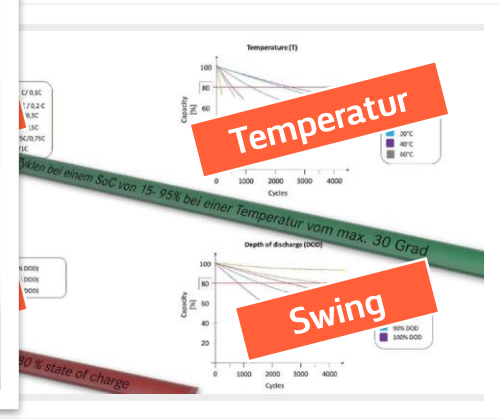 Temperature (T)
100
80
60
Capacity
[%]
C/ 0,1C
Temperatur
20°C
40°C
60°C
0 1000 2000 3000 4000
Cycles
Zyklen bei einem SoC von 15- 95% bei einer Temperatur vom max. 30 Grad
Depth of discharge (DOD)
100
80
60
40
20
Capacity
[%]
Swing
90% DOD
100% DOD
0 1000 2000 3000 4000
Cycles
% state of charge